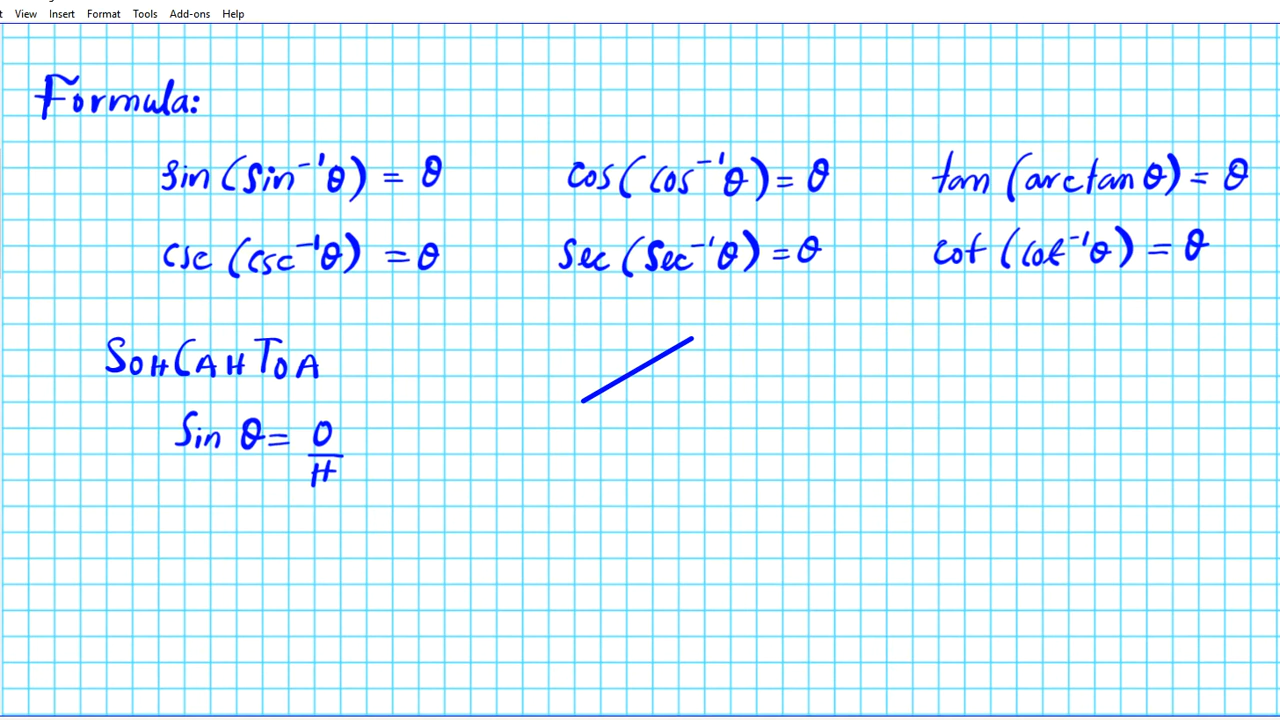 View Insert Format Tools Add-ons Help
Formula:
sin (sin⁻¹θ) = θ cos (cos⁻¹θ) = θ tan (arctan θ) = θ
csc (csc⁻¹θ) = θ sec (sec⁻¹θ) = θ cot (cot⁻¹θ) = θ
SOHCAHTOA
Sin θ = O
H